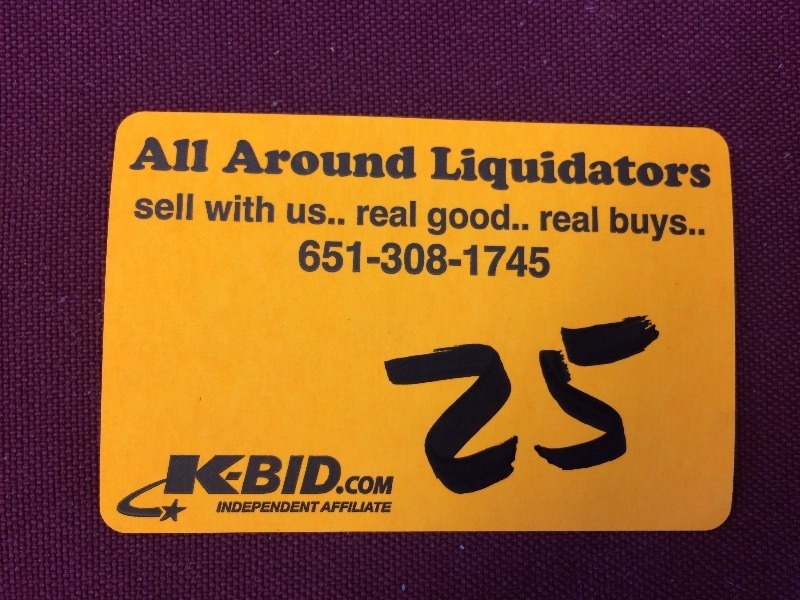 All Around Liquidators
sell with us.. real good.. real buys..
651-308-1745
25
K-BID.COM
INDEPENDENT AFFILIATE